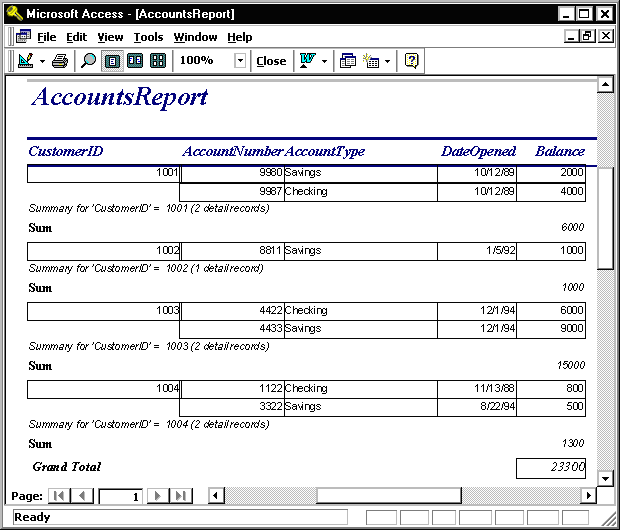 Microsoft Access - [AccountsReport]
File Edit View Tools Window Help
100% Close W
AccountsReport
CustomerID AccountNumber AccountType DateOpened Balance
1001 9980 Savings 10/12/89 2000
9987 Checking 10/12/89 4000
Summary for 'CustomerID' = 1001 (2 detail records)
Sum 6000
1002 8811 Savings 1/5/92 1000
Summary for 'CustomerID' = 1002 (1 detail record)
Sum 1000
1003 4422 Checking 12/1/94 6000
4433 Savings 12/1/94 9000
Summary for 'CustomerID' = 1003 (2 detail records)
Sum 15000
1004 1122 Checking 11/13/88 800
3322 Savings 8/22/94 500
Summary for 'CustomerID' = 1004 (2 detail records)
Sum 1300
Grand Total 23300
Page: 1
Ready